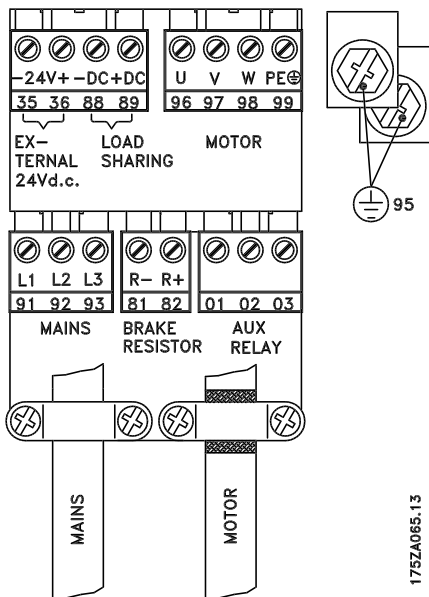 -24V+ -DC+DC
35 36 88 89
EX-
TERNAL
24Vd.c.
LOAD
SHARING
U V W PE⏚
96 97 98 99
MOTOR
95
L1 L2 L3
91 92 93
MAINS
R- R+
81 82
BRAKE
RESISTOR
01 02 03
AUX
RELAY
MAINS
MOTOR
175ZA065.13